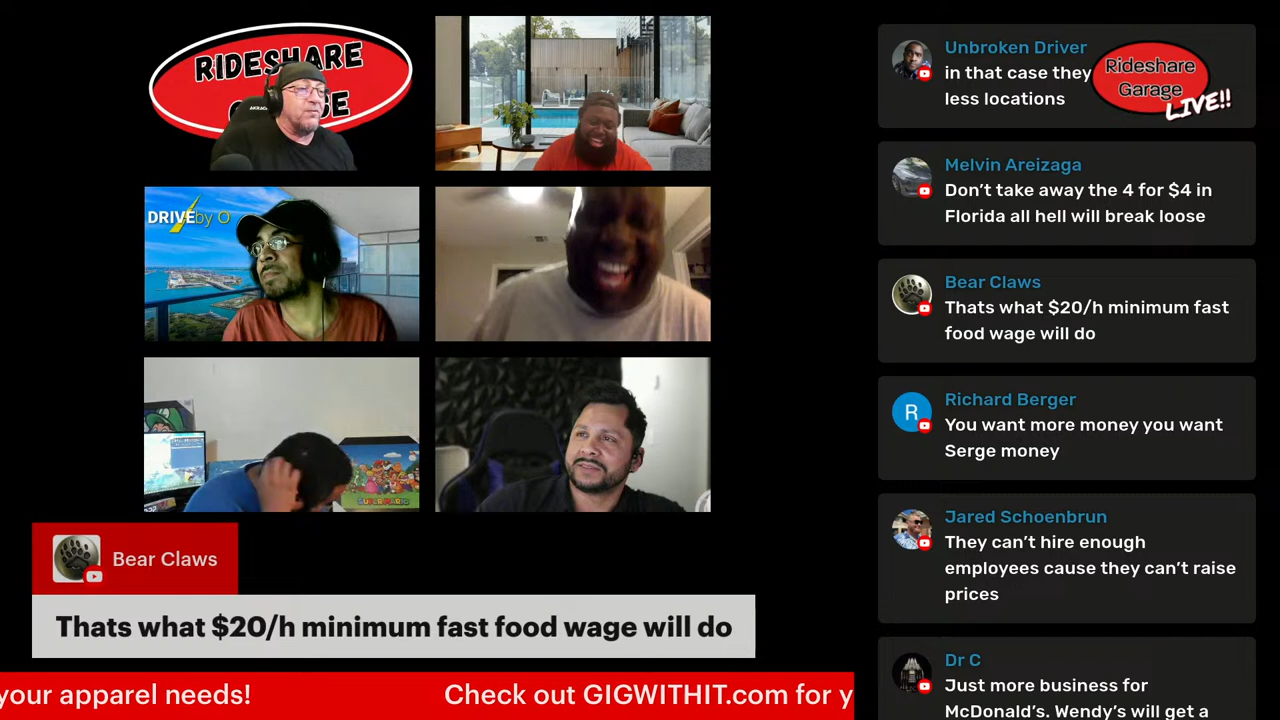 RIDESHARE
DRIVE by O
SUPER MARIO
Bear Claws
Thats what $20/h minimum fast food wage will do
your apparel needs!
Check out GIGWITHIT.com for y
Unbroken Driver
in that case they
less locations
Rideshare
Garage
LIVE!!
Melvin Areizaga
Don't take away the 4 for $4 in
Florida all hell will break loose
Bear Claws
Thats what $20/h minimum fast
food wage will do
R
Richard Berger
You want more money you want
Serge money
Jared Schoenbrun
They can't hire enough
employees cause they can't raise
prices
Dr C
Just more business for
McDonald's. Wendy's will get a